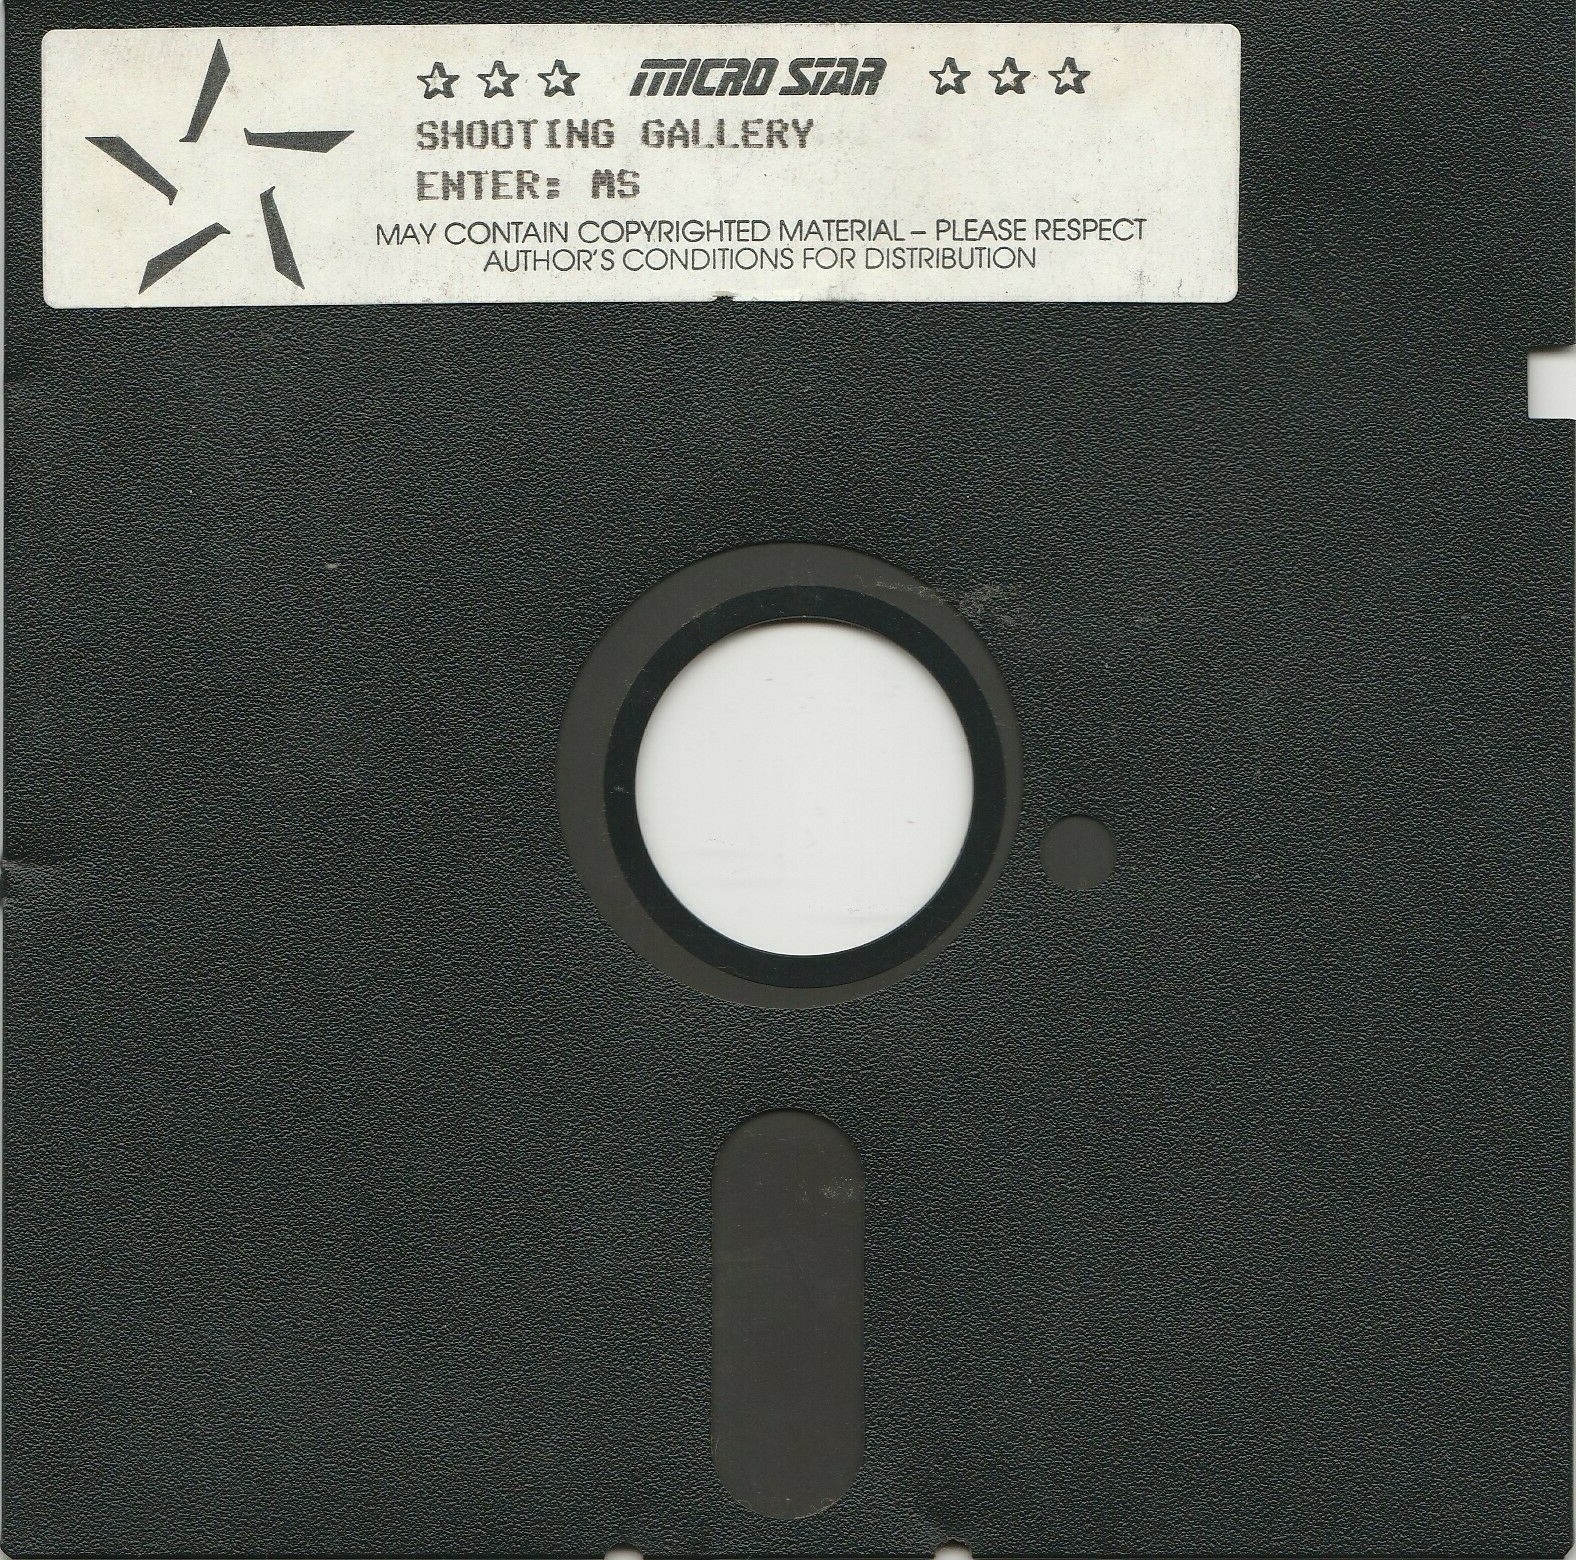 ☆ ☆ ☆ MICRO STAR ☆ ☆ ☆
SHOOTING GALLERY
ENTER: MS
MAY CONTAIN COPYRIGHTED MATERIAL – PLEASE RESPECT
AUTHOR'S CONDITIONS FOR DISTRIBUTION